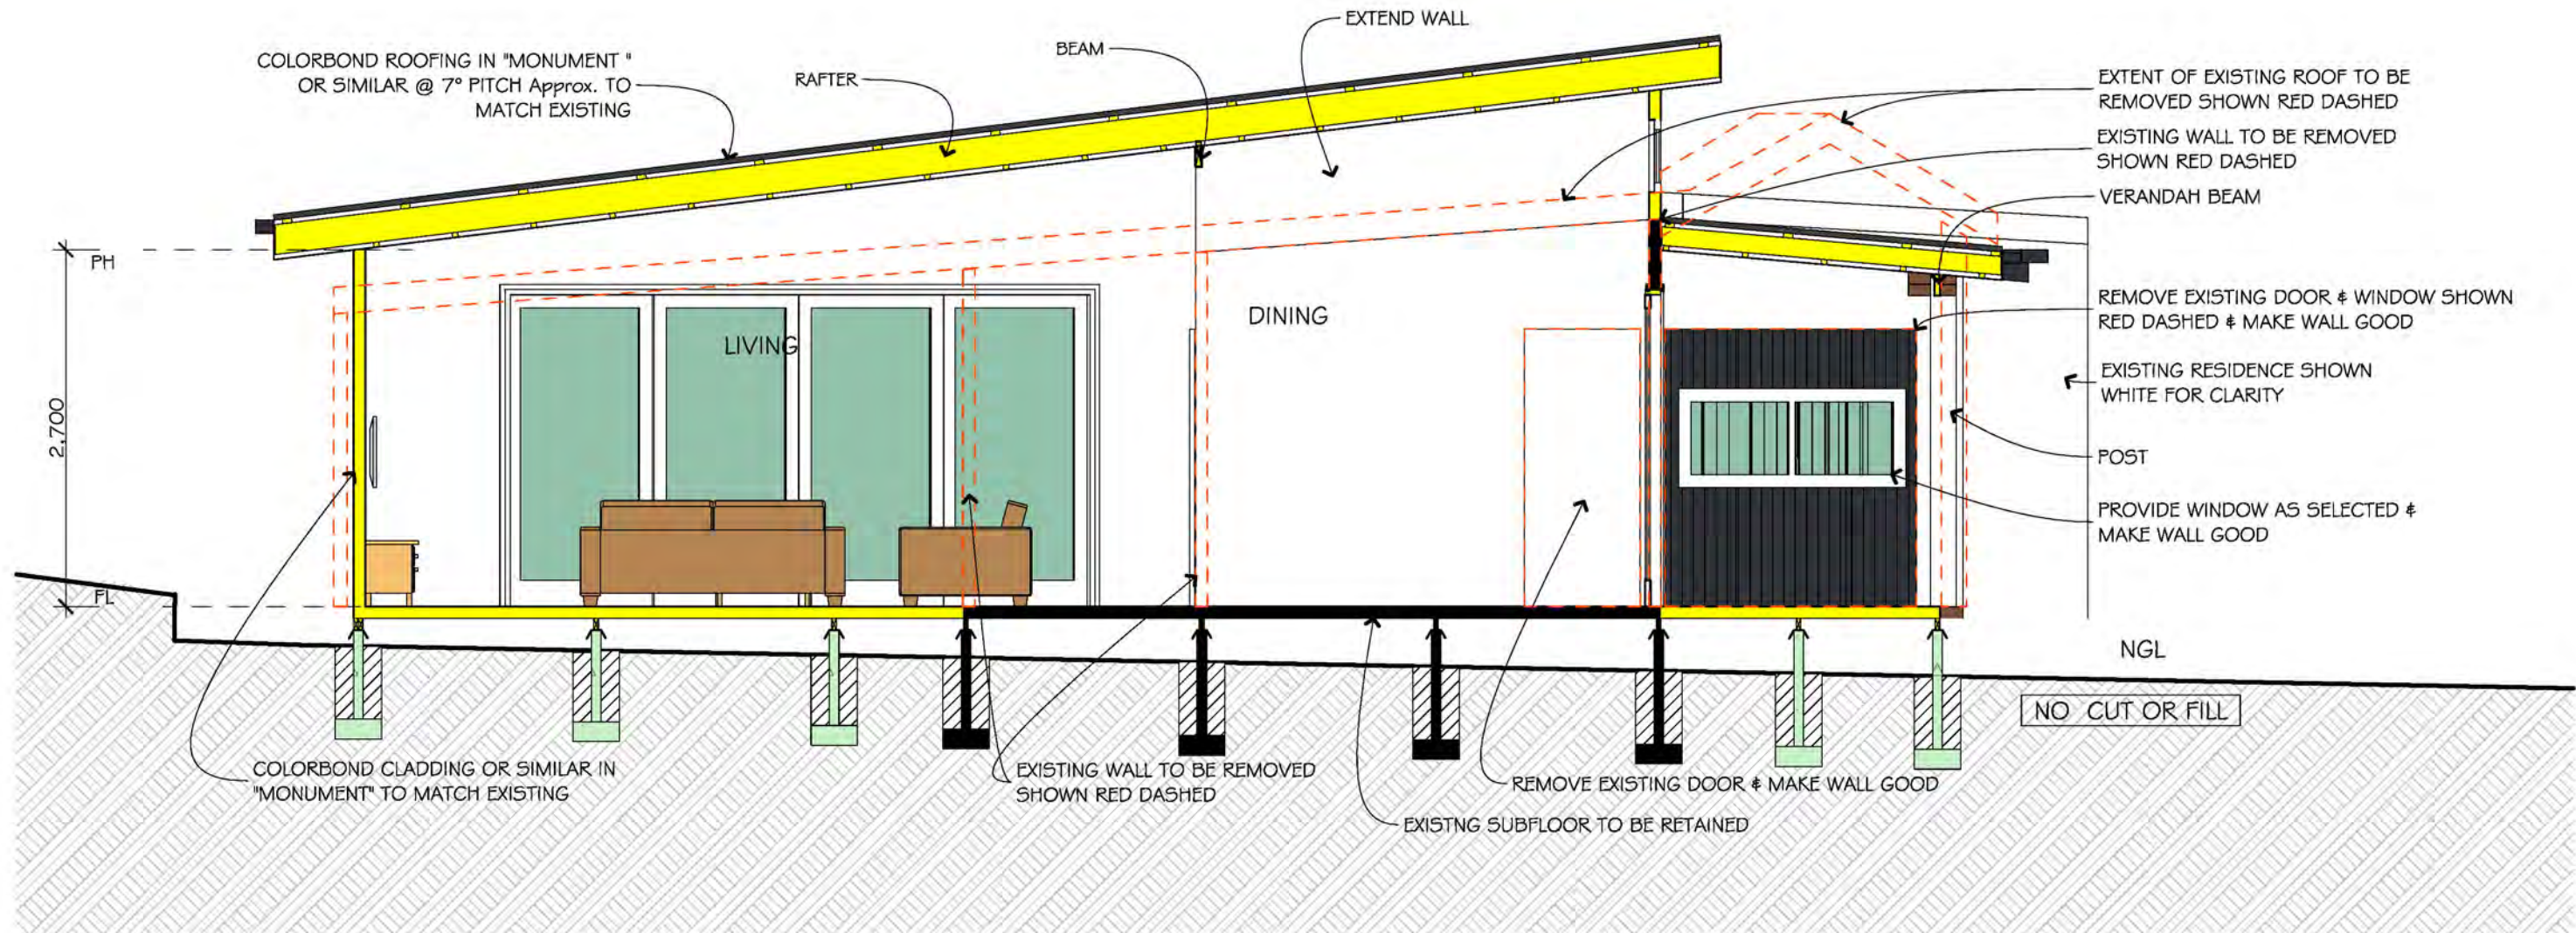 EXTEND WALL
BEAM
COLORBOND ROOFING IN "MONUMENT "
OR SIMILAR @ 7° PITCH Approx. TO
MATCH EXISTING
RAFTER
EXTENT OF EXISTING ROOF TO BE
REMOVED SHOWN RED DASHED
EXISTING WALL TO BE REMOVED
SHOWN RED DASHED
VERANDAH BEAM
PH
REMOVE EXISTING DOOR & WINDOW SHOWN
RED DASHED & MAKE WALL GOOD
DINING
LIVING
EXISTING RESIDENCE SHOWN
WHITE FOR CLARITY
2,700
POST
PROVIDE WINDOW AS SELECTED &
MAKE WALL GOOD
FL
NGL
NO CUT OR FILL
COLORBOND CLADDING OR SIMILAR IN
"MONUMENT" TO MATCH EXISTING
EXISTING WALL TO BE REMOVED
SHOWN RED DASHED
REMOVE EXISTING DOOR & MAKE WALL GOOD
EXISTNG SUBFLOOR TO BE RETAINED